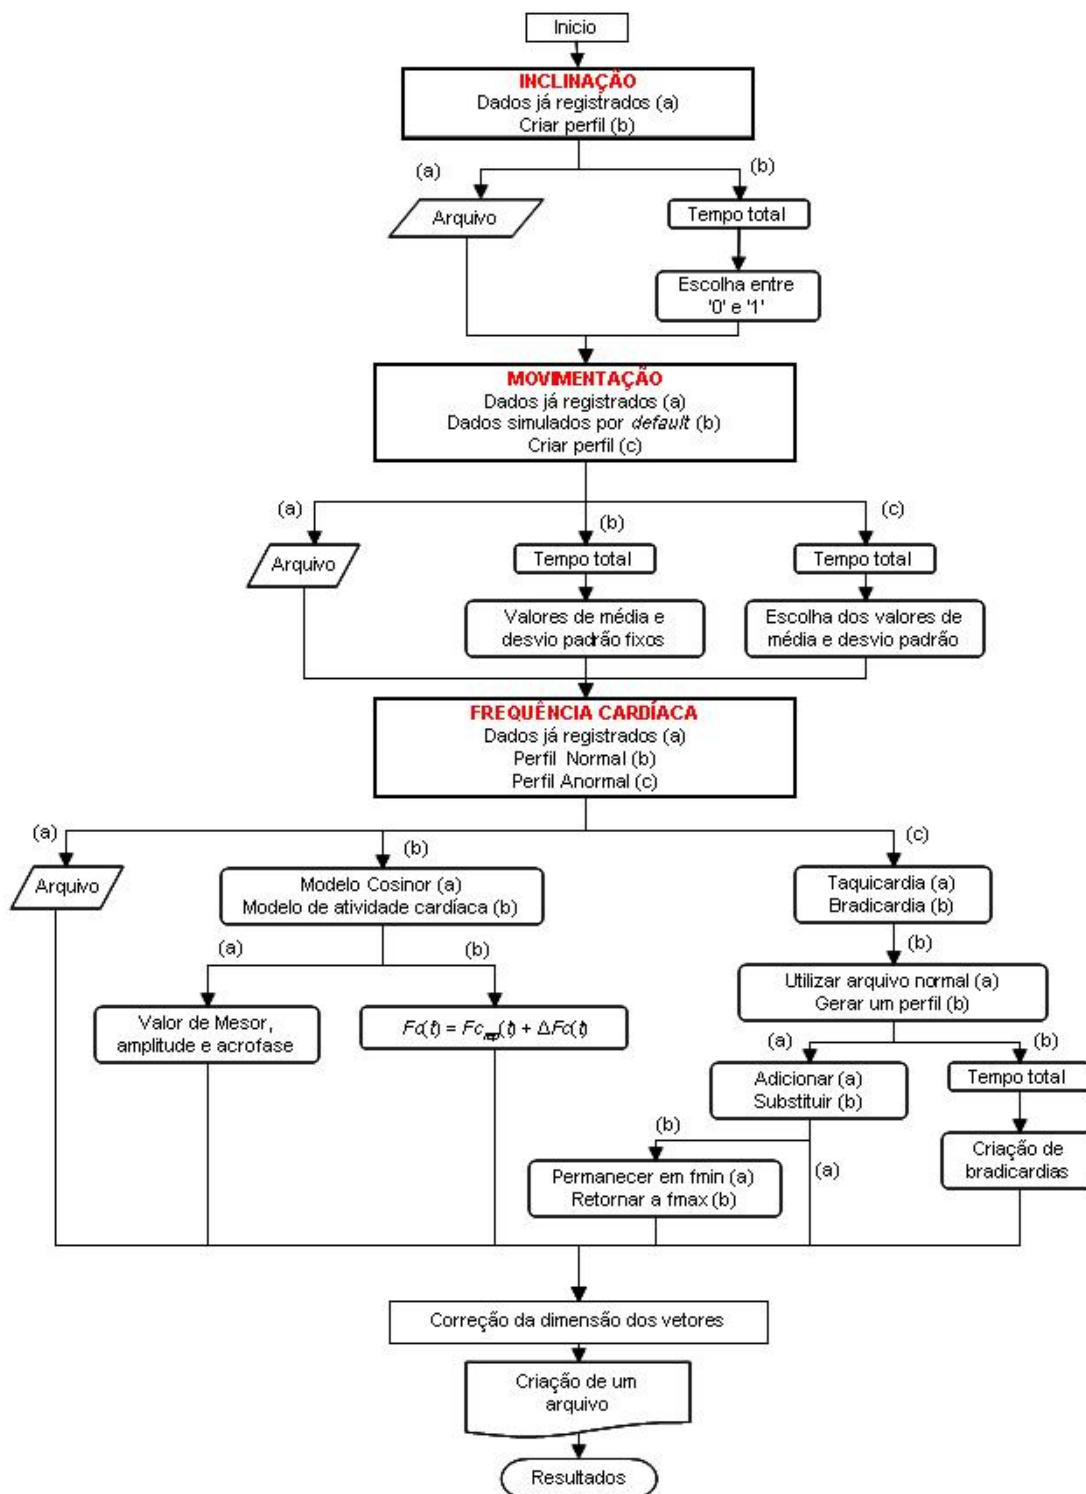 Inicio
INCLINAÇÃO
Dados já registrados (a)
Criar perfil (b)
(a)
(b)
Arquivo
Tempo total
Escolha entre
'0' e '1'
MOVIMENTAÇÃO
Dados já registrados (a)
Dados simulados por default (b)
Criar perfil (c)
(a)
(b)
(c)
Arquivo
Tempo total
Tempo total
Valores de média e
desvio padrão fixos
Escolha dos valores de
média e desvio padrão
FREQUÊNCIA CARDÍACA
Dados já registrados (a)
Perfil Normal (b)
Perfil Anormal (c)
(a)
(b)
(c)
Arquivo
Modelo Cosinor (a)
Modelo de atividade cardíaca (b)
Taquicardia (a)
Bradicardia (b)
(a)
(b)
(b)
Utilizar arquivo normal (a)
Gerar um perfil (b)
Valor de Mesor,
amplitude e acrofase
Fc(t) = Fcrep(t) + ΔFc(t)
(a)
(b)
Adicionar (a)
Substituir (b)
Tempo total
(b)
(a)
Permanecer em fmin (a)
Retornar a fmax (b)
Criação de
bradicardias
Correção da dimensão dos vetores
Criação de um
arquivo
Resultados